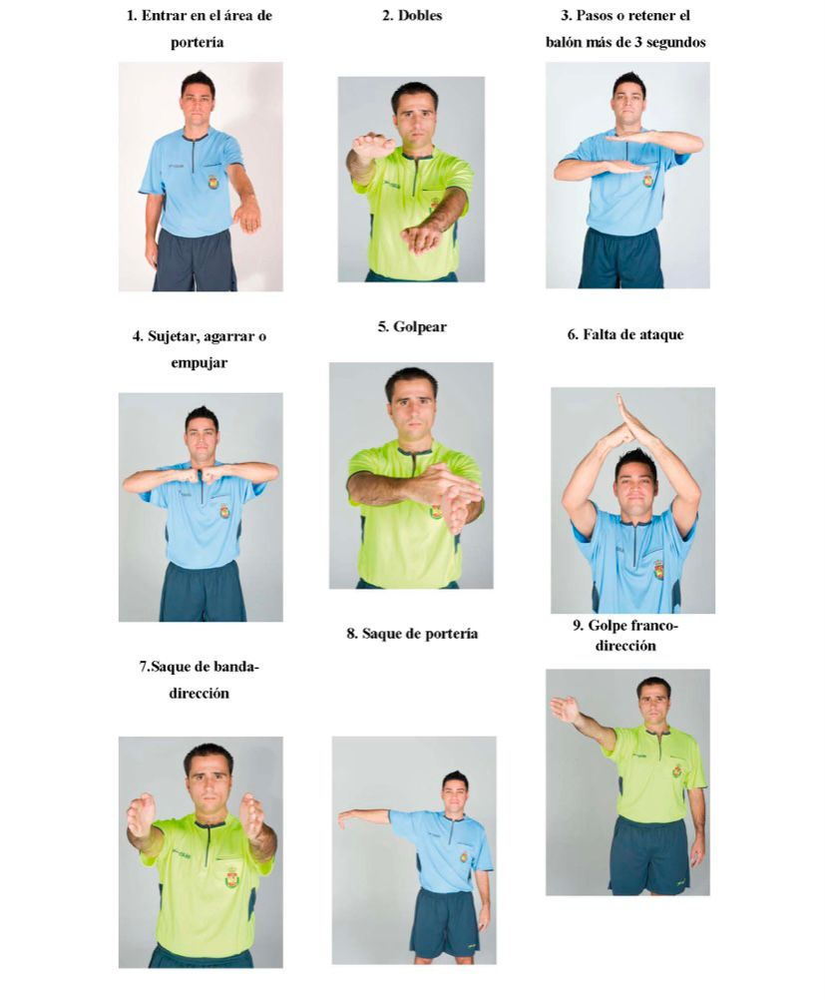 1. Entrar en el área de
portería
2. Dobles
3. Pasos o retener el
balón más de 3 segundos
4. Sujetar, agarrar o
empujar
5. Golpear
6. Falta de ataque
7.Saque de banda-
dirección
8. Saque de portería
9. Golpe franco-
dirección